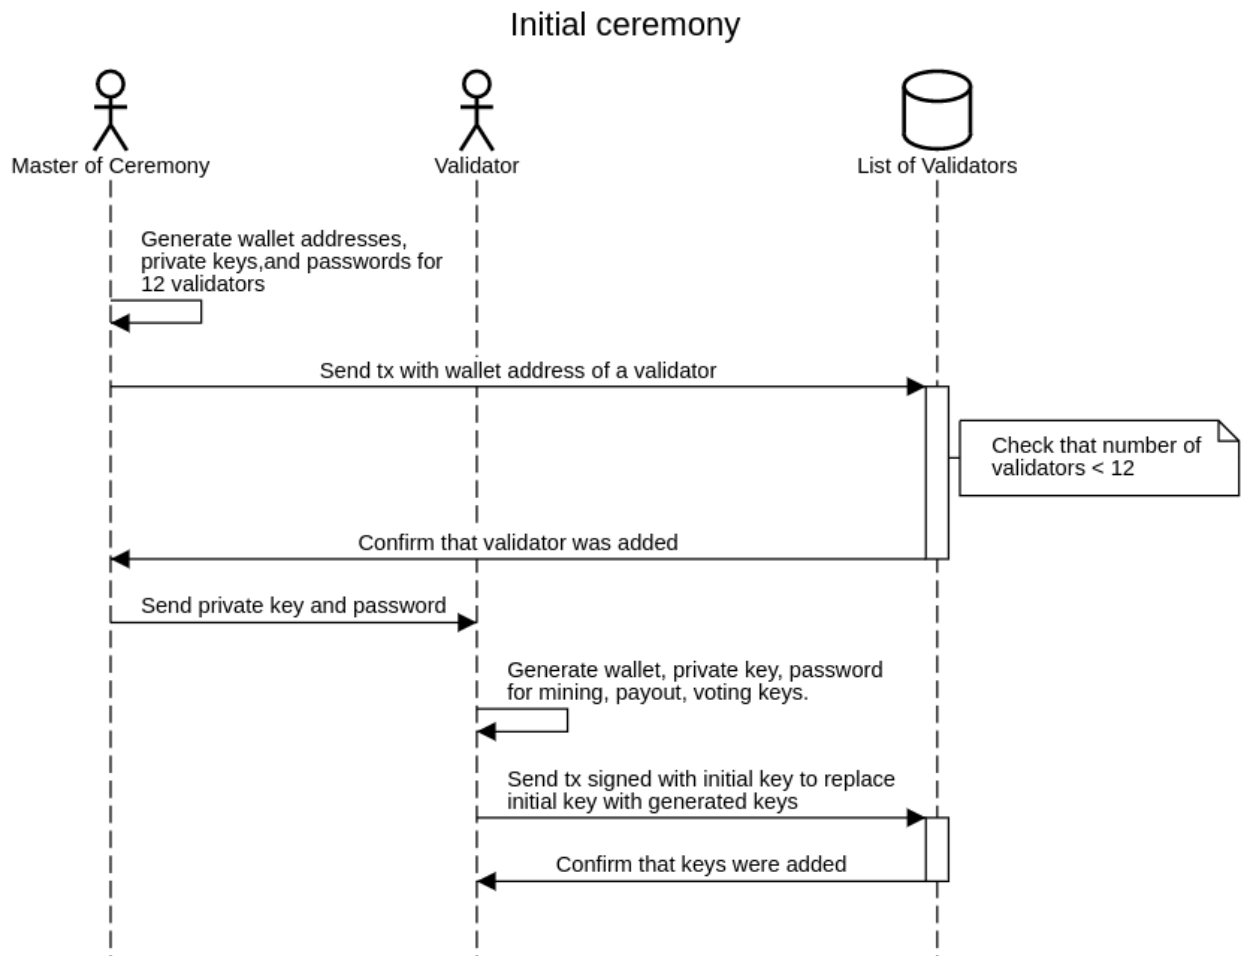 Initial ceremony
Master of Ceremony
Validator
List of Validators
Generate wallet addresses,
private keys,and passwords for
12 validators
Send tx with wallet address of a validator
Check that number of
validators < 12
Confirm that validator was added
Send private key and password
Generate wallet, private key, password
for mining, payout, voting keys.
Send tx signed with initial key to replace
initial key with generated keys
Confirm that keys were added